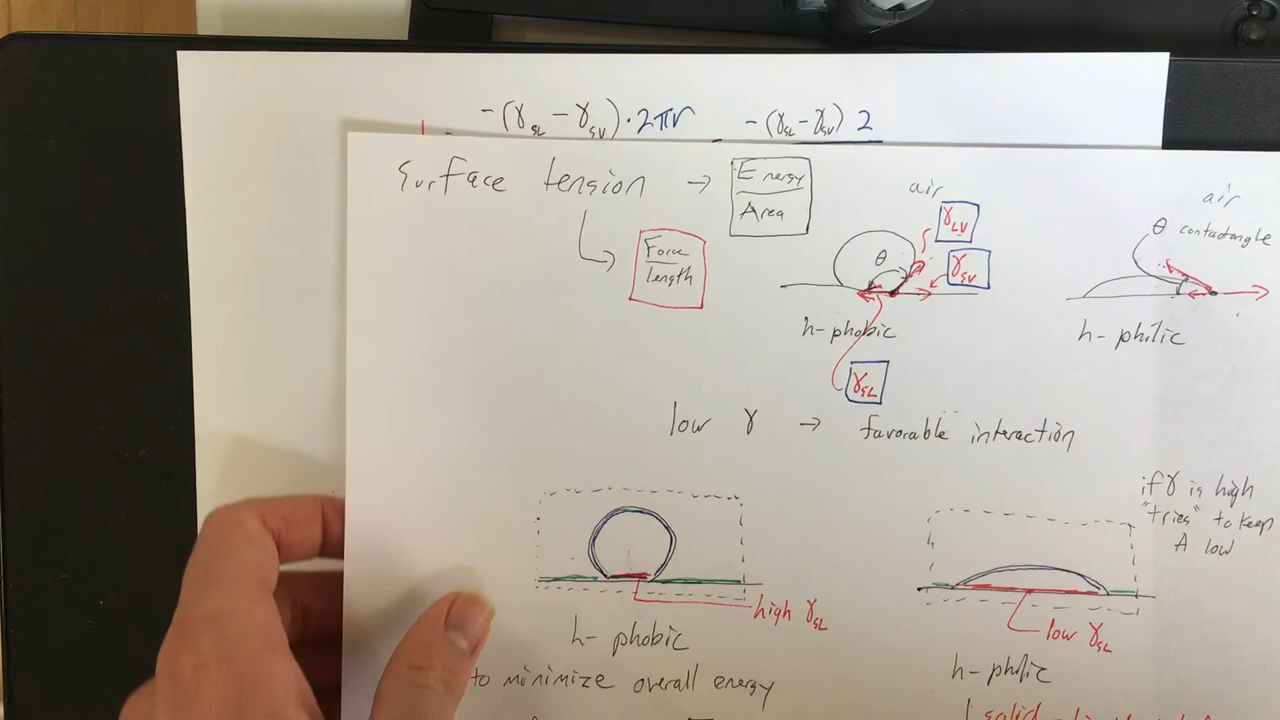 -(γSL - γSV) · 2πr   -(γSL - γSV) 2
Surface tension → Energy
Area
Force
length
air
γLV
θ
γSV
h-phobic
γSL
air
θ contact angle
h-philic
low γ → favorable interaction
if γ is high
"tries" to keep
A low
high γSL
h-phobic
low γSL
h-philic
to minimize overall energy